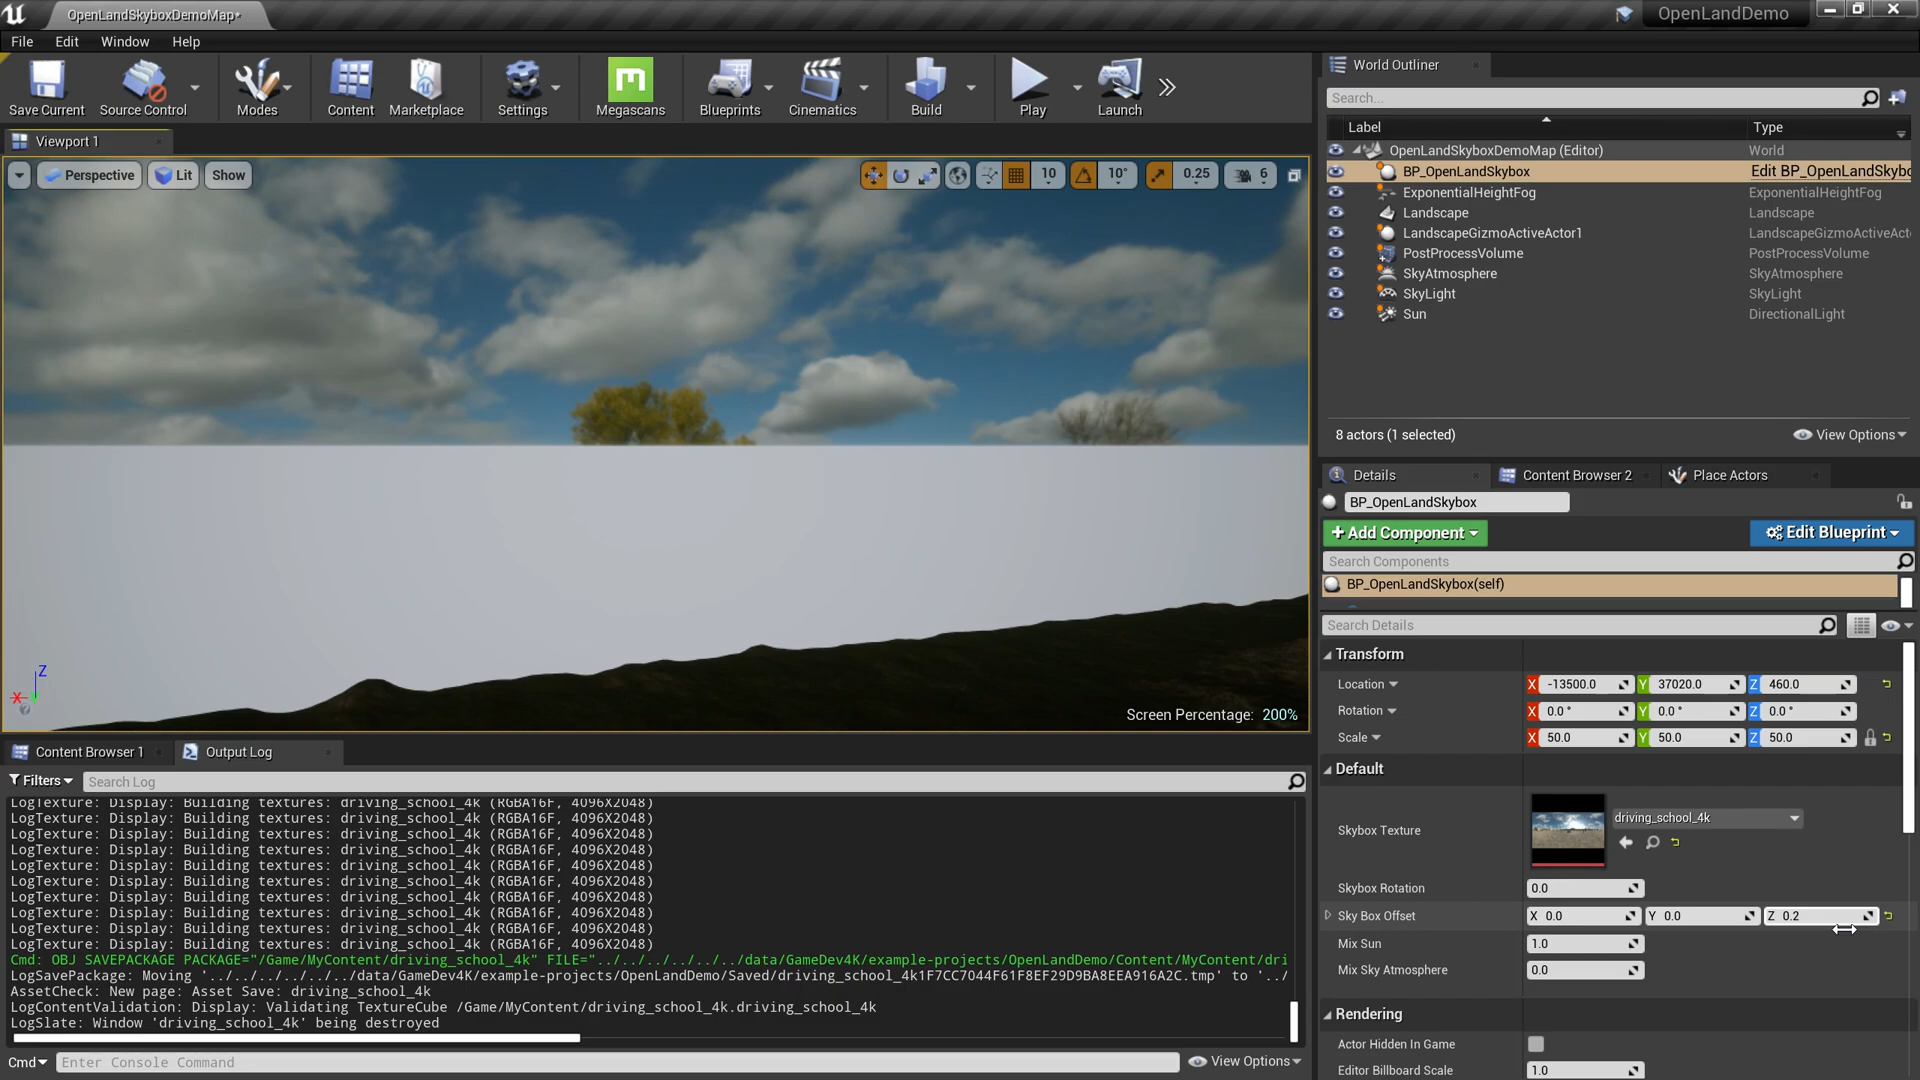 OpenLandSkyboxDemoMap*
OpenLandDemo
File Edit Window Help
Save Current
Source Control
Modes
Content
Marketplace
Settings
Megascans
Blueprints
Cinematics
Build
Play
Launch
Viewport 1
Perspective
Lit
Show
10
10°
0.25
6
Z
X
Screen Percentage: 200%
Content Browser 1
Output Log
Filters
Search Log
LogTexture: Display: Building textures: driving_school_4k (RGBA16F, 4096X2048)
LogTexture: Display: Building textures: driving_school_4k (RGBA16F, 4096X2048)
LogTexture: Display: Building textures: driving_school_4k (RGBA16F, 4096X2048)
LogTexture: Display: Building textures: driving_school_4k (RGBA16F, 4096X2048)
LogTexture: Display: Building textures: driving_school_4k (RGBA16F, 4096X2048)
LogTexture: Display: Building textures: driving_school_4k (RGBA16F, 4096X2048)
LogTexture: Display: Building textures: driving_school_4k (RGBA16F, 4096X2048)
LogTexture: Display: Building textures: driving_school_4k (RGBA16F, 4096X2048)
LogTexture: Display: Building textures: driving_school_4k (RGBA16F, 4096X2048)
LogTexture: Display: Building textures: driving_school_4k (RGBA16F, 4096X2048)
Cmd: OBJ SAVEPACKAGE PACKAGE="/Game/MyContent/driving_school_4k" FILE="../../../../../../data/GameDev4K/example-projects/OpenLandDemo/Content/MyContent/dri
LogSavePackage: Moving '../../../../../../data/GameDev4K/example-projects/OpenLandDemo/Saved/driving_school_4k1F7CC7044F61F8EF29D9BA8EEA916A2C.tmp' to '../
AssetCheck: New page: Asset Save: driving_school_4k
LogContentValidation: Display: Validating TextureCube /Game/MyContent/driving_school_4k.driving_school_4k
LogSlate: Window 'driving_school_4k' being destroyed
Cmd
Enter Console Command
View Options
World Outliner
Search...
Label Type
OpenLandSkyboxDemoMap (Editor) World
BP_OpenLandSkybox Edit BP_OpenLandSkybo
ExponentialHeightFog ExponentialHeightFog
Landscape Landscape
LandscapeGizmoActiveActor1 LandscapeGizmoActiveActo
PostProcessVolume PostProcessVolume
SkyAtmosphere SkyAtmosphere
SkyLight SkyLight
Sun DirectionalLight
8 actors (1 selected)
View Options
Details
Content Browser 2
Place Actors
BP_OpenLandSkybox
+ Add Component
Edit Blueprint
Search Components
BP_OpenLandSkybox(self)
Search Details
Transform
Location X -13500.0 Y 37020.0 Z 460.0
Rotation X 0.0 ° Y 0.0 ° Z 0.0 °
Scale X 50.0 Y 50.0 Z 50.0
Default
Skybox Texture driving_school_4k
Skybox Rotation 0.0
Sky Box Offset X 0.0 Y 0.0 Z 0.2
Mix Sun 1.0
Mix Sky Atmosphere 0.0
Rendering
Actor Hidden In Game
Editor Billboard Scale 1.0